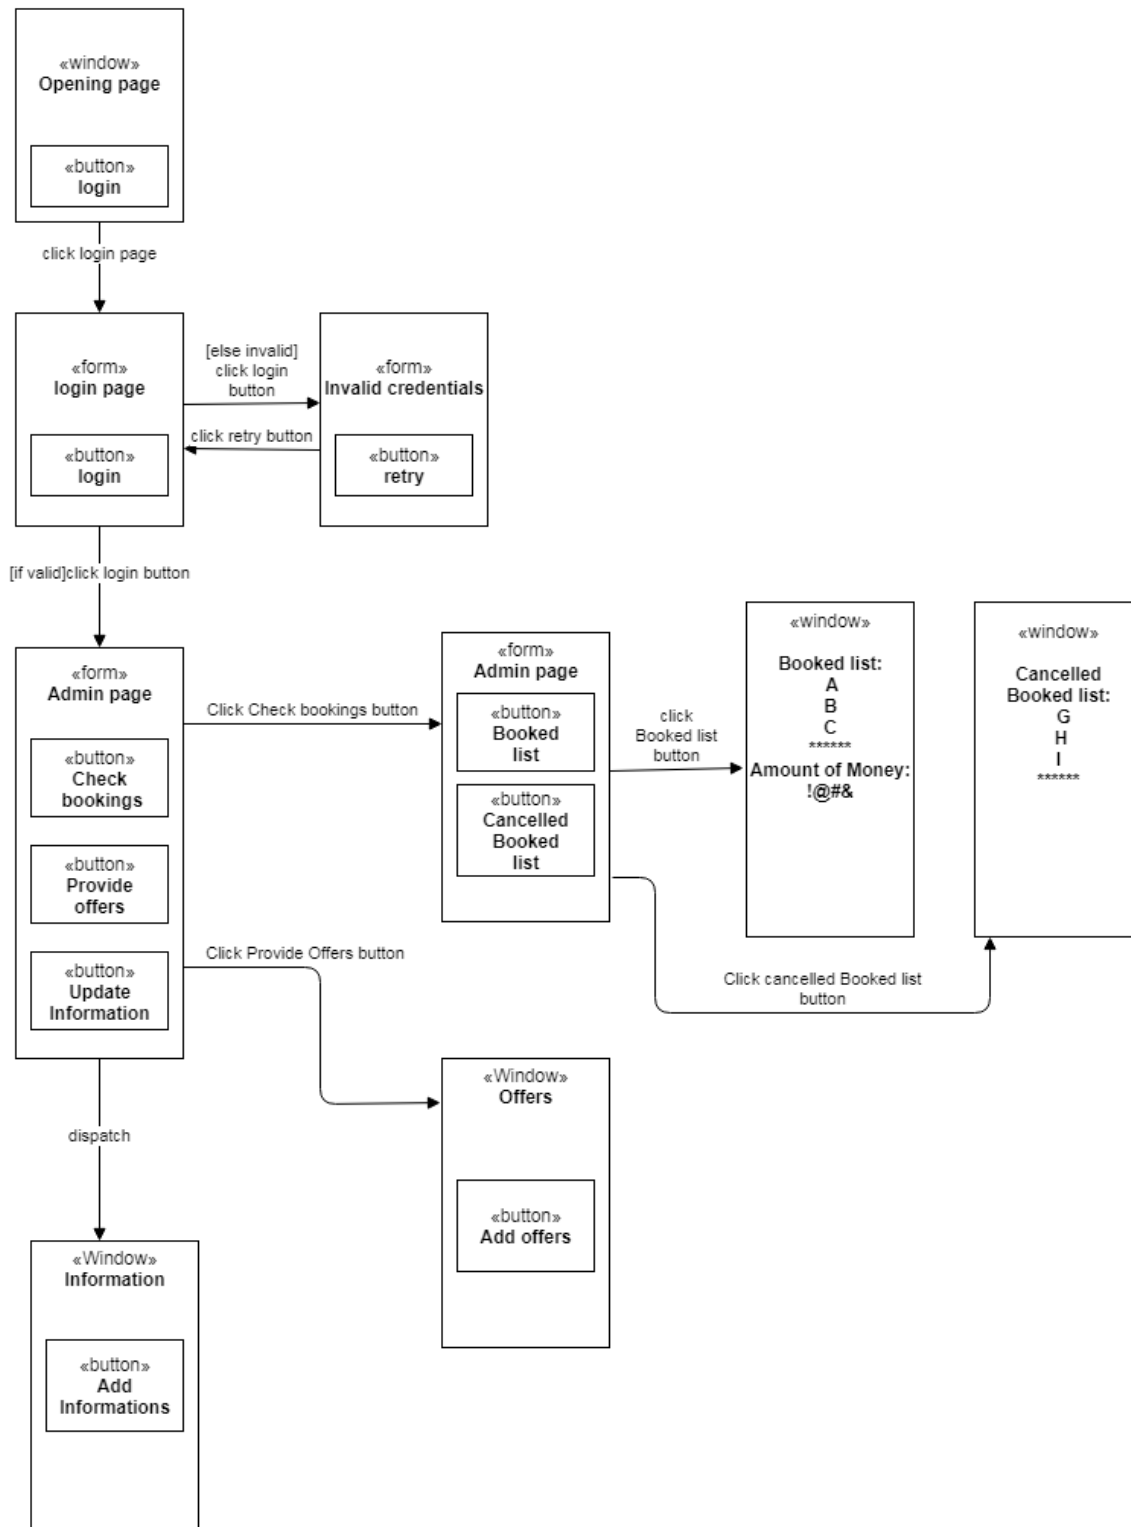 «window»
Opening page
«button»
login
click login page
«form»
login page
«button»
login
[else invalid]
click login
button
click retry button
«form»
Invalid credentials
«button»
retry
[if valid]click login button
«form»
Admin page
«button»
Check
bookings
«button»
Provide
offers
«button»
Update
Information
Click Check bookings button
«form»
Admin page
«button»
Booked
list
«button»
Cancelled
Booked
list
click
Booked list
button
«window»
Booked list:
A
B
C
******
Amount of Money:
!@#&
«window»
Cancelled
Booked list:
G
H
I
******
Click cancelled Booked list
button
Click Provide Offers button
«Window»
Offers
«button»
Add offers
dispatch
«Window»
Information
«button»
Add
Informations